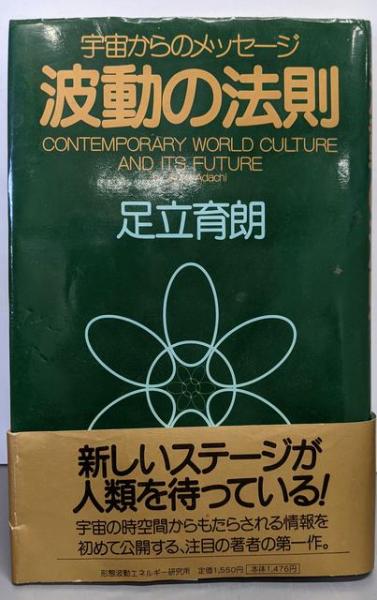 宇宙からのメッセージ
波動の法則
CONTEMPORARY WORLD CULTURE
AND ITS FUTURE
Adachi
足立育朗
新しいステージが
人類を待っている!
宇宙の時空間からもたらされる情報を
初めて公開する、注目の著者の第一作。
形態波動エネルギー研究所 定価1,550円 本体1,476円